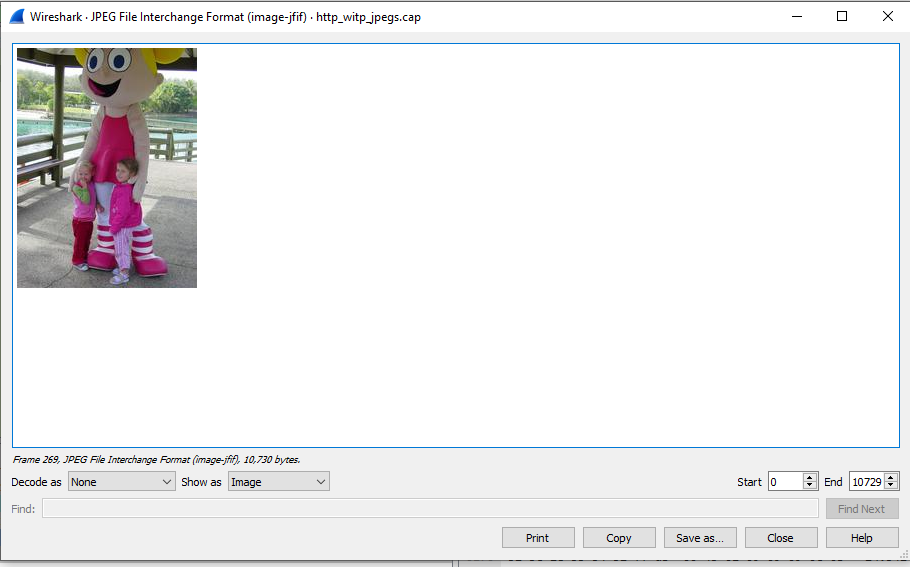 Wireshark · JPEG File Interchange Format (image-jfif) · http_witp_jpegs.cap
Frame 269, JPEG File Interchange Format (image-jfif), 10,730 bytes.
Decode as None Show as Image Start 0 End 10729
Find: Find Next
Print Copy Save as... Close Help